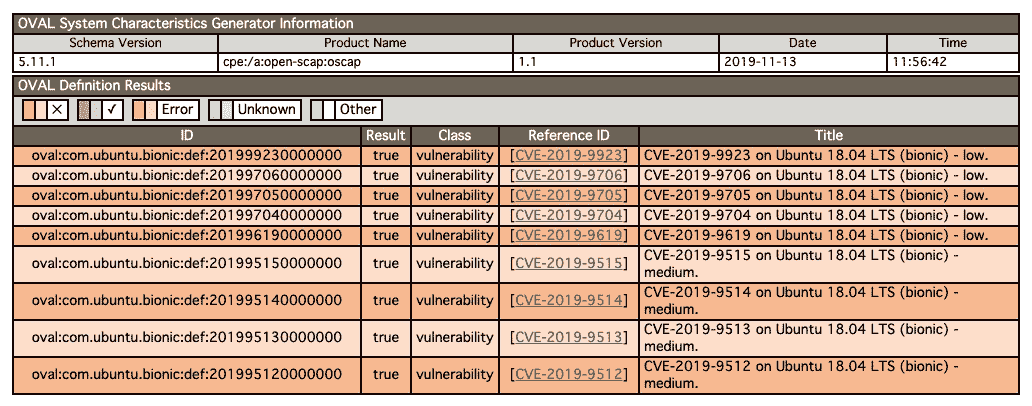 OVAL System Characteristics Generator Information
Schema Version Product Name Product Version Date Time
5.11.1 cpe:/a:open-scap:oscap 1.1 2019-11-13 11:56:42
OVAL Definition Results
✕ ✓ Error Unknown Other
ID Result Class Reference ID Title
oval:com.ubuntu.bionic:def:201999230000000 true vulnerability [CVE-2019-9923] CVE-2019-9923 on Ubuntu 18.04 LTS (bionic) - low.
oval:com.ubuntu.bionic:def:201997060000000 true vulnerability [CVE-2019-9706] CVE-2019-9706 on Ubuntu 18.04 LTS (bionic) - low.
oval:com.ubuntu.bionic:def:201997050000000 true vulnerability [CVE-2019-9705] CVE-2019-9705 on Ubuntu 18.04 LTS (bionic) - low.
oval:com.ubuntu.bionic:def:201997040000000 true vulnerability [CVE-2019-9704] CVE-2019-9704 on Ubuntu 18.04 LTS (bionic) - low.
oval:com.ubuntu.bionic:def:201996190000000 true vulnerability [CVE-2019-9619] CVE-2019-9619 on Ubuntu 18.04 LTS (bionic) - low.
oval:com.ubuntu.bionic:def:201995150000000 true vulnerability [CVE-2019-9515] CVE-2019-9515 on Ubuntu 18.04 LTS (bionic) -
medium.
oval:com.ubuntu.bionic:def:201995140000000 true vulnerability [CVE-2019-9514] CVE-2019-9514 on Ubuntu 18.04 LTS (bionic) -
medium.
oval:com.ubuntu.bionic:def:201995130000000 true vulnerability [CVE-2019-9513] CVE-2019-9513 on Ubuntu 18.04 LTS (bionic) -
medium.
oval:com.ubuntu.bionic:def:201995120000000 true vulnerability [CVE-2019-9512] CVE-2019-9512 on Ubuntu 18.04 LTS (bionic) -
medium.